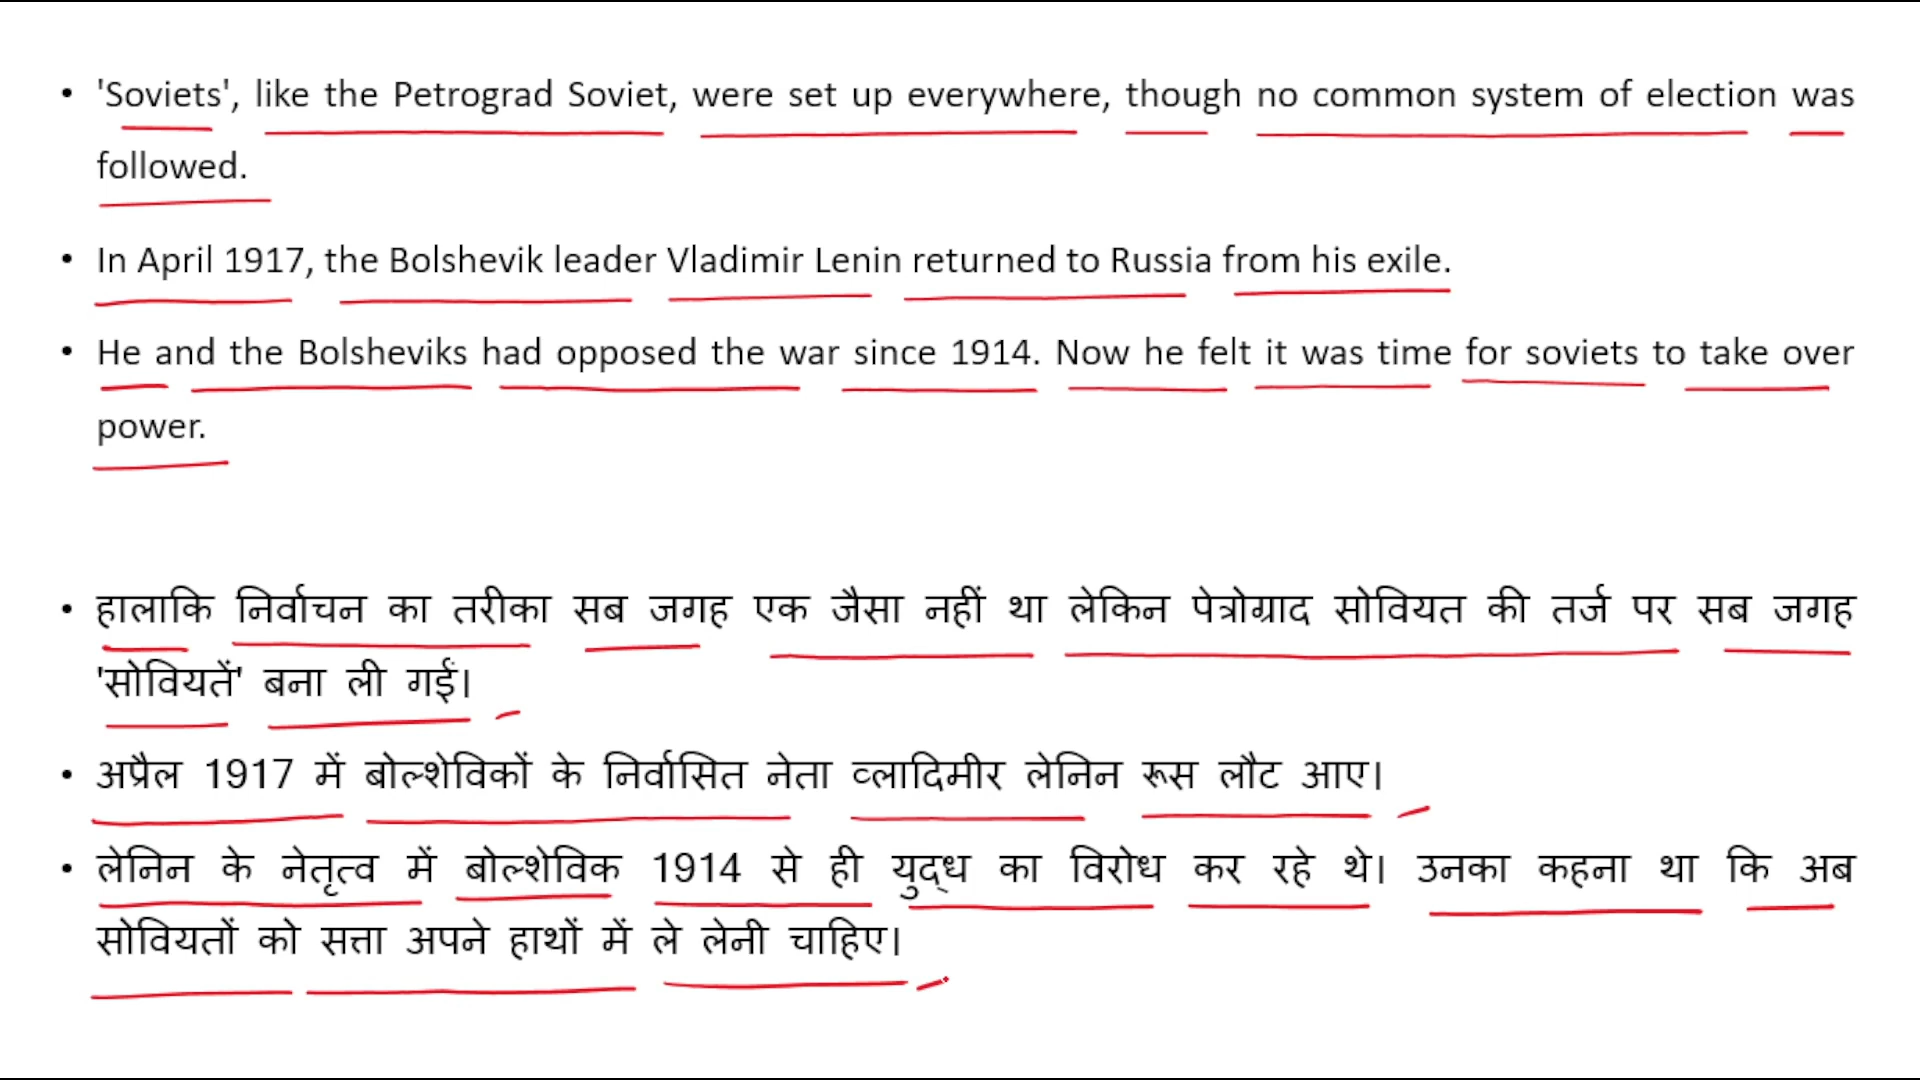 • 'Soviets', like the Petrograd Soviet, were set up everywhere, though no common system of election was
followed.
• In April 1917, the Bolshevik leader Vladimir Lenin returned to Russia from his exile.
• He and the Bolsheviks had opposed the war since 1914. Now he felt it was time for soviets to take over
power.
• हालाकि निर्वाचन का तरीका सब जगह एक जैसा नहीं था लेकिन पेत्रोग्राद सोवियत की तर्ज पर सब जगह
'सोवियतें' बना ली गईं।
• अप्रैल 1917 में बोल्शेविकों के निर्वासित नेता व्लादिमीर लेनिन रूस लौट आए।
• लेनिन के नेतृत्व में बोल्शेविक 1914 से ही युद्ध का विरोध कर रहे थे। उनका कहना था कि अब
सोवियतों को सत्ता अपने हाथों में ले लेनी चाहिए।